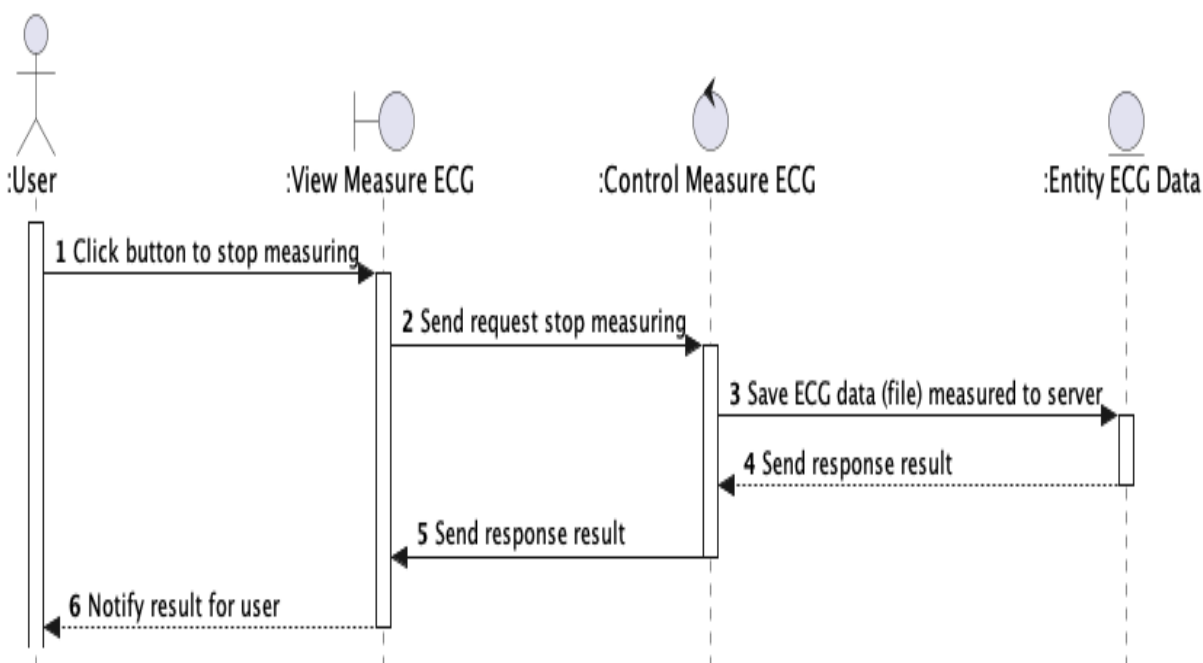 :User
:View Measure ECG
:Control Measure ECG
:Entity ECG Data
1 Click button to stop measuring
2 Send request stop measuring
3 Save ECG data (file) measured to server
4 Send response result
5 Send response result
6 Notify result for user